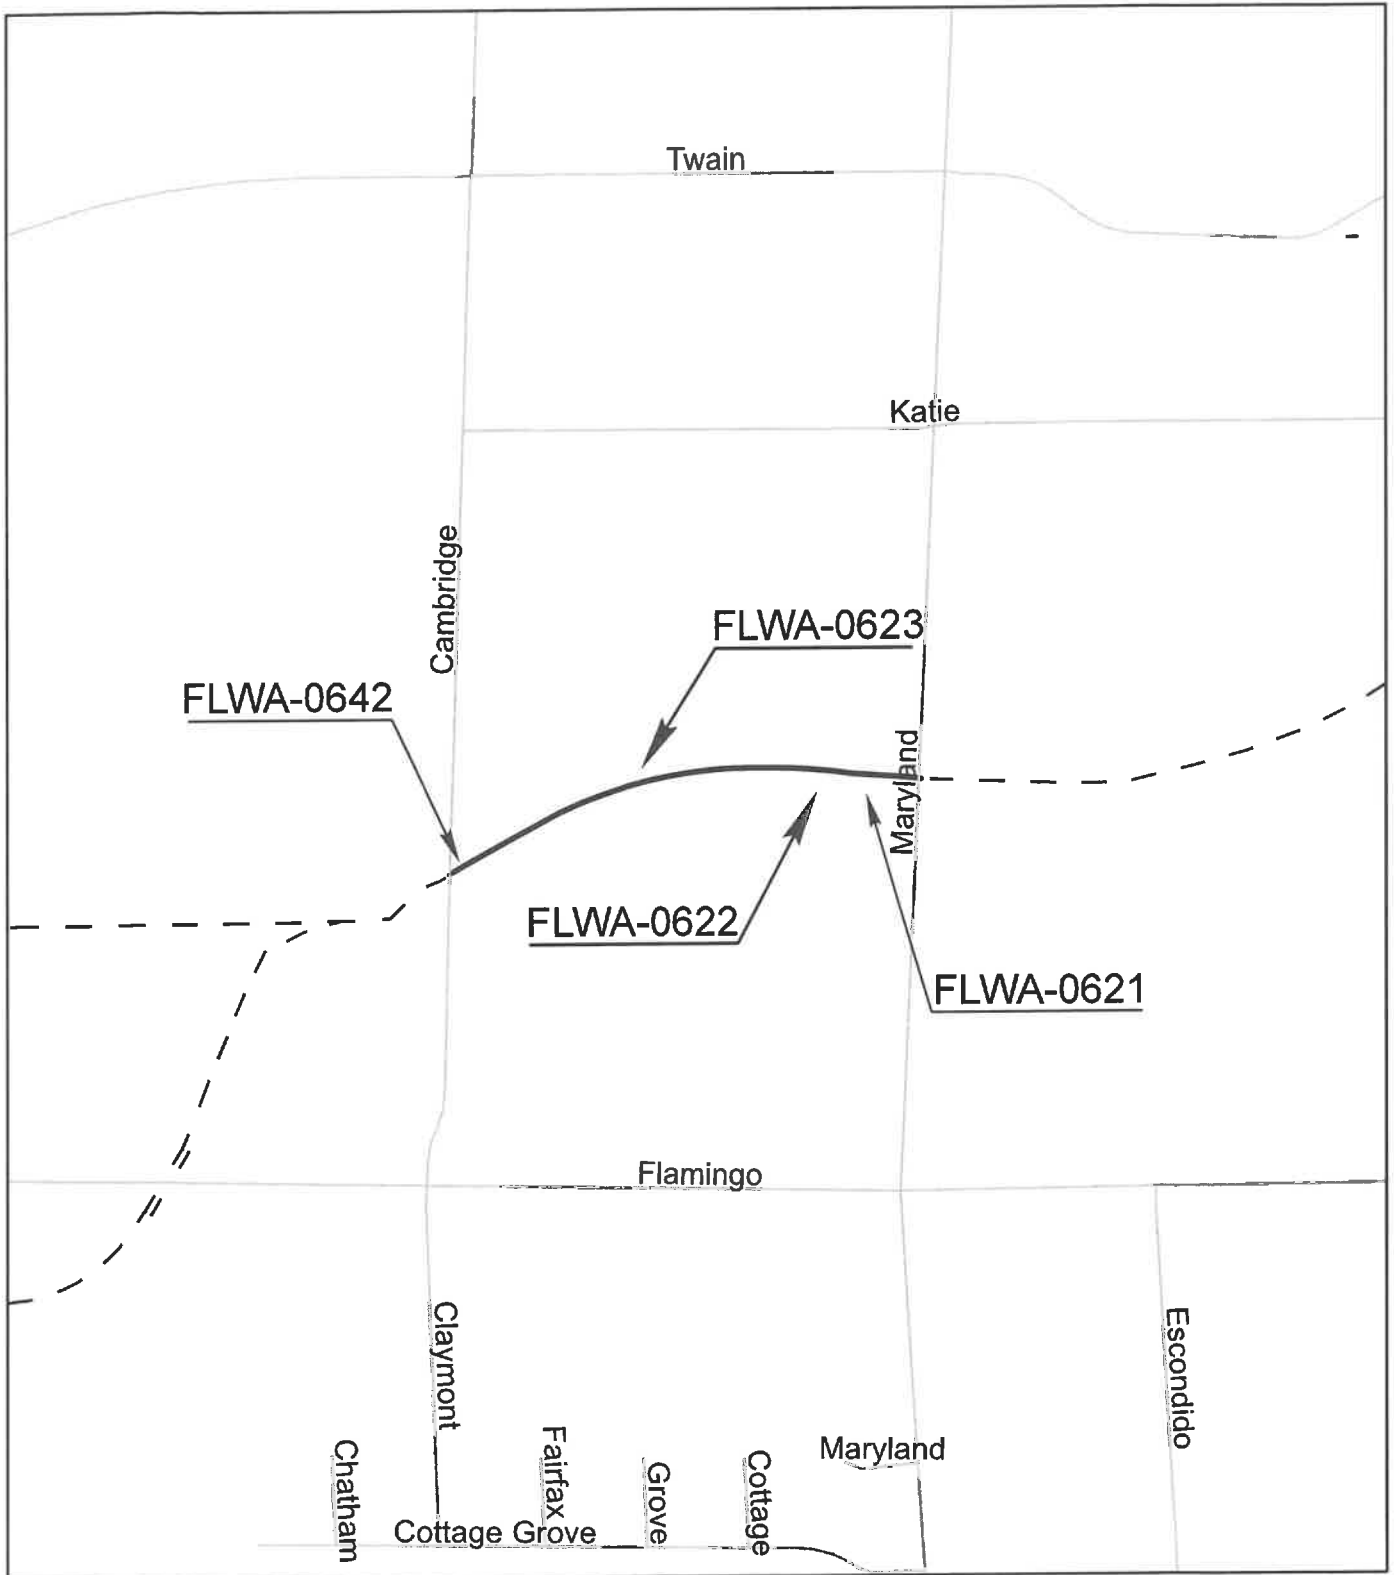 Twain
Katie
Cambridge
FLWA-0623
FLWA-0642
Maryland
FLWA-0622
FLWA-0621
Flamingo
Claymont
Escondido
Chatham
Fairfax
Grove
Cottage
Maryland
Cottage Grove